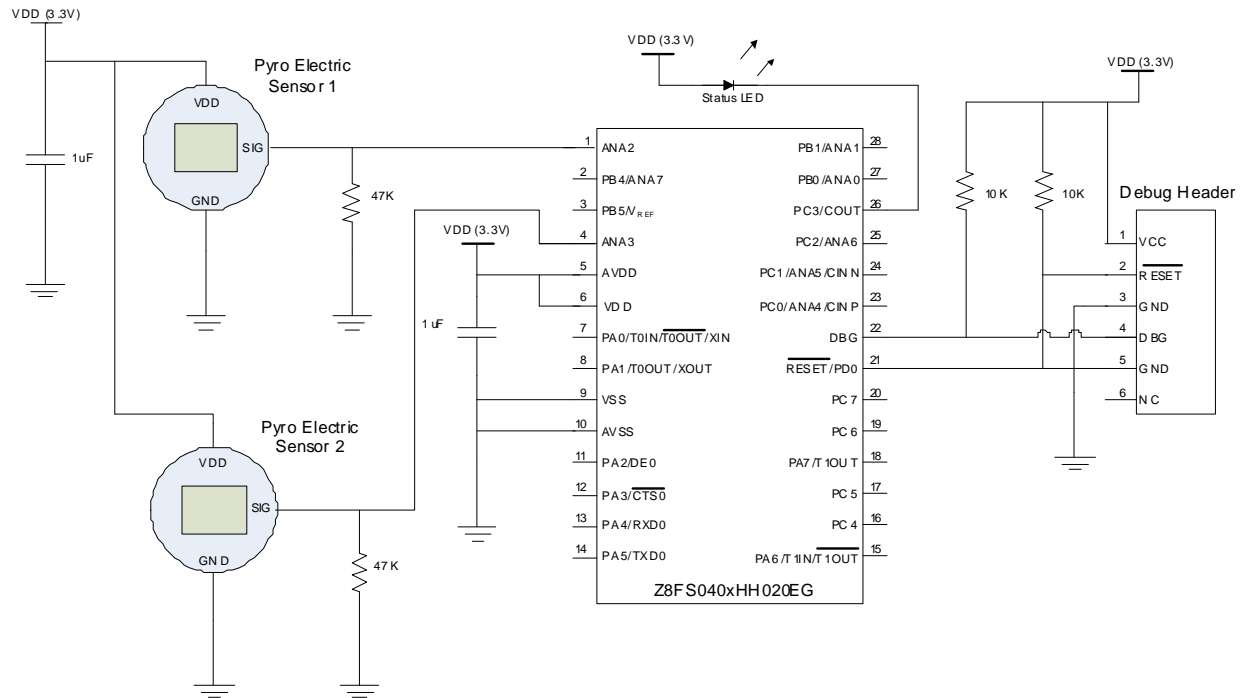 VDD (3.3V)
Pyro Electric
Sensor 1
VDD
SIG
GND
1uF
47K
VDD (3.3V)
Status LED
VDD (3.3V)
10K
10K
Debug Header
1 VCC
2 RESET
3 GND
4 DBG
5 GND
6 NC
VDD (3.3V)
1uF
1 ANA2
2 PB4/ANA7
3 PB5/VREF
4 ANA3
5 AVDD
6 VDD
7 PA0/T0IN/T0OUT/XIN
8 PA1/T0OUT/XOUT
9 VSS
10 AVSS
11 PA2/DE0
12 PA3/CTS0
13 PA4/RXD0
14 PA5/TXD0
PB1/ANA1 28
PB0/ANA0 27
PC3/COUT 26
PC2/ANA6 25
PC1/ANA5/CINN 24
PC0/ANA4/CINP 23
DBG 22
RESET/PD0 21
PC7 20
PC6 19
PA7/T1OUT 18
PC5 17
PC4 16
PA6/T1IN/T1OUT 15
Z8FS040xHH020EG
Pyro Electric
Sensor 2
VDD
SIG
GND
47K